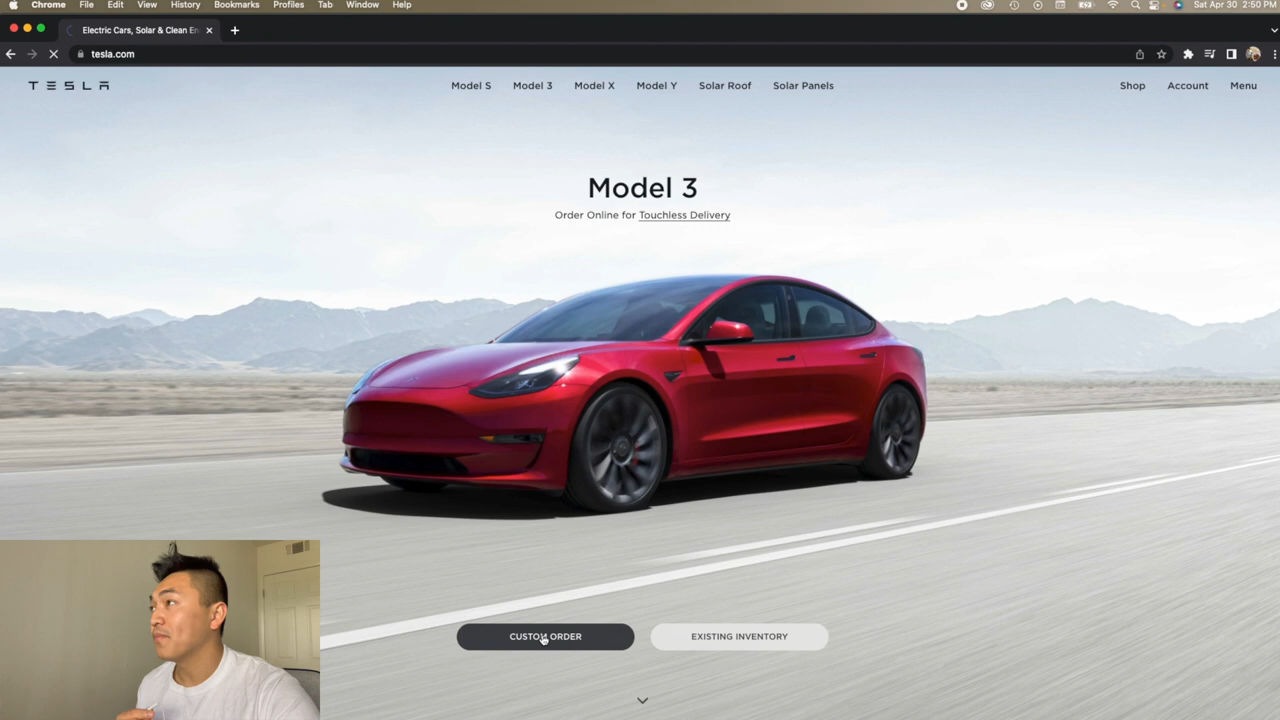 Chrome File Edit View History Bookmarks Profiles Tab Window Help Sat Apr 30 2:50 PM
Electric Cars, Solar & Clean En
tesla.com
TESLA Model S Model 3 Model X Model Y Solar Roof Solar Panels Shop Account Menu
Model 3
Order Online for Touchless Delivery
CUSTOM ORDER EXISTING INVENTORY